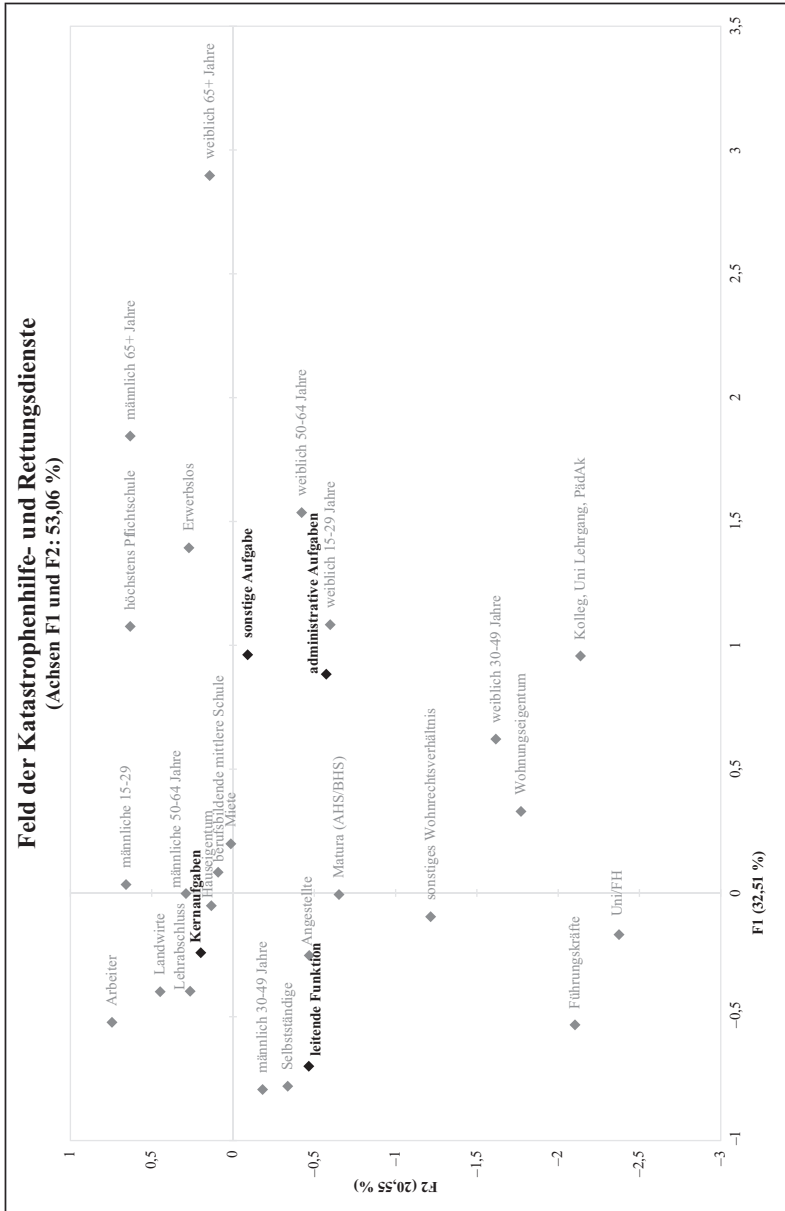 Feld der Katastrophenhilfe- und Rettungsdienste
(Achsen F1 und F2: 53,06 %)
1
0,5
0
–0,5
–1
–1,5
–2
–2,5
–3
F2 (20,55 %)
–1
–0,5
0
0,5
1
1,5
2
2,5
3
3,5
F1 (32,51 %)
Arbeiter
Landwirte
Lehrabschluss
Kernaufgaben
männliche 15-29
männliche 50-64 Jahre
Hauseigentum
berufsbildende mittlere Schule
Miete
höchstens Pflichtschule
männlich 65+ Jahre
Erwerbslos
weiblich 65+ Jahre
sonstige Aufgabe
männlich 30-49 Jahre
Selbstständige
leitende Funktion
Angestellte
Matura (AHS/BHS)
administrative Aufgaben
weiblich 15-29 Jahre
weiblich 50-64 Jahre
sonstiges Wohnrechtsverhältnis
weiblich 30-49 Jahre
Wohnungseigentum
Kolleg, Uni Lehrgang, PädAk
Führungskräfte
Uni/FH